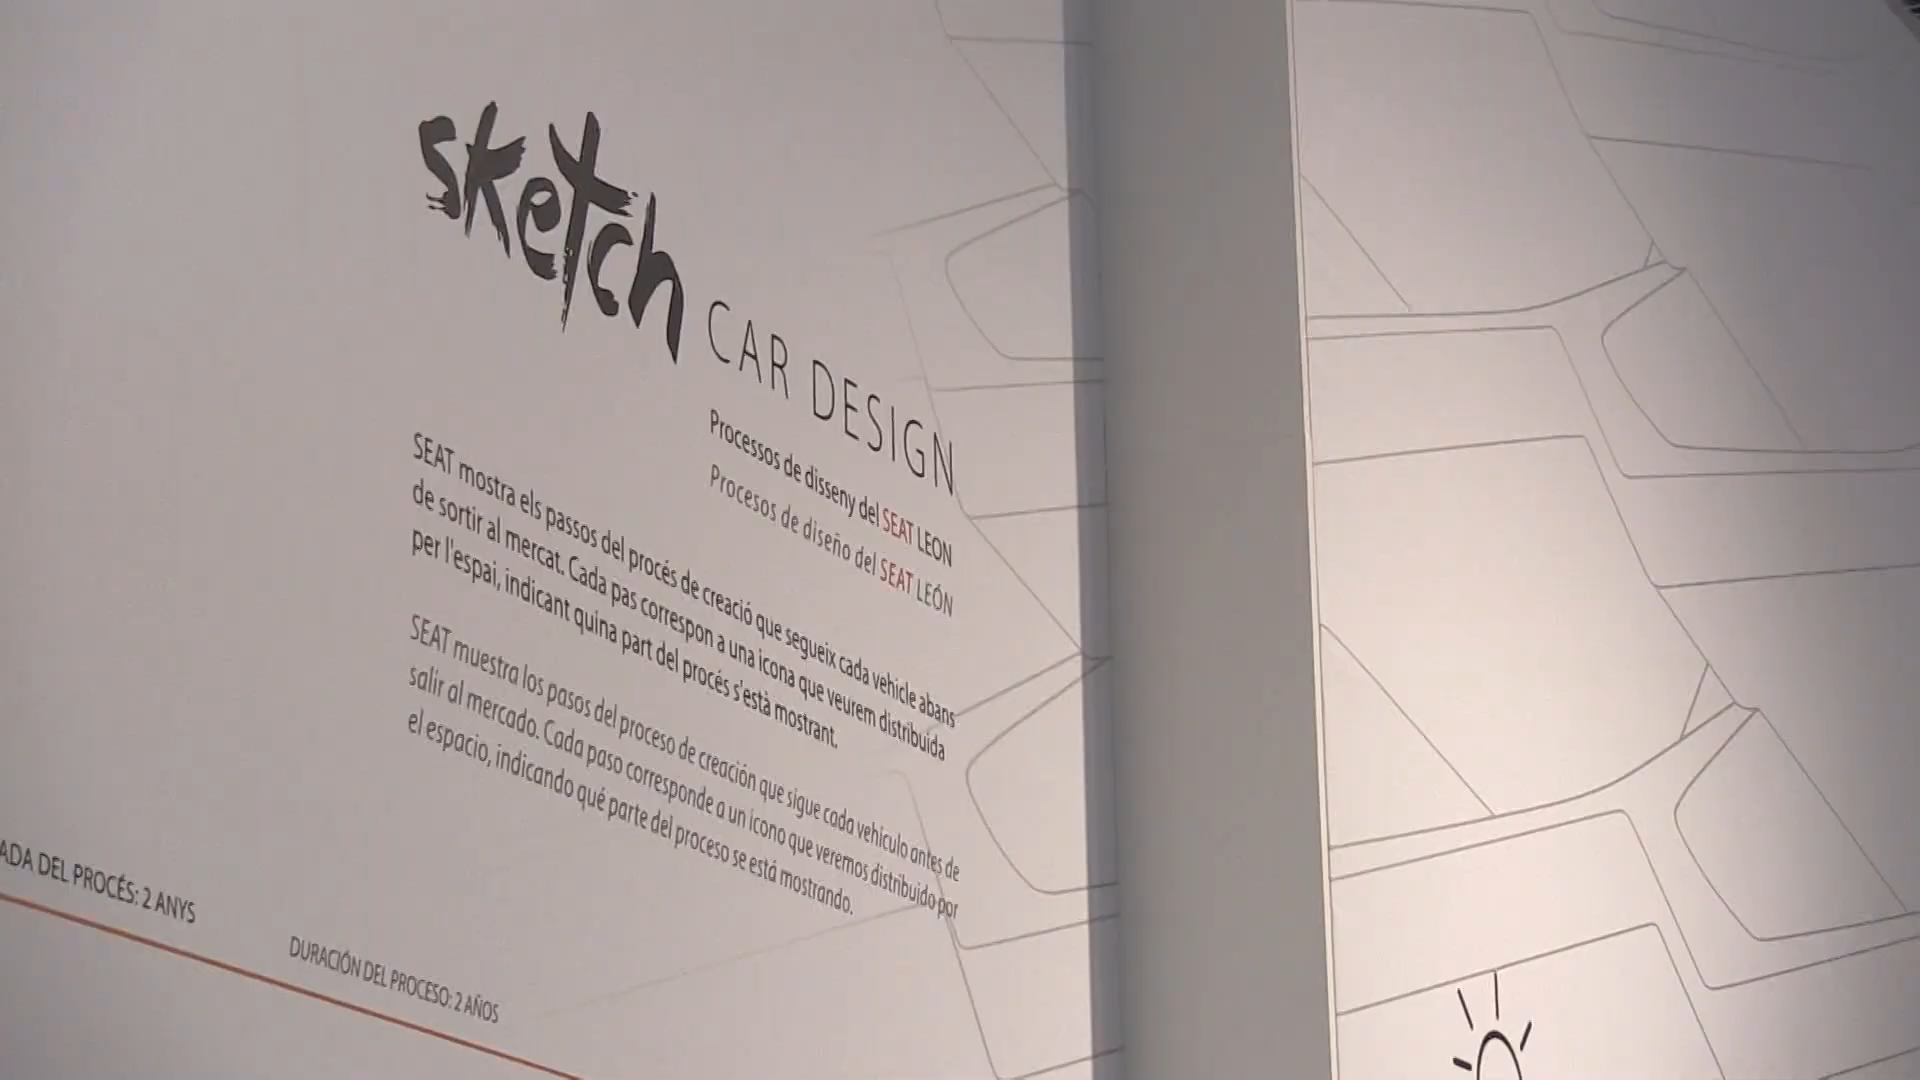 sketch CAR DESIGN
Processos de disseny del SEAT LEON
Procesos de diseño del SEAT LEÓN
SEAT mostra els passos del procés de creació que segueix cada vehicle abans
de sortir al mercat. Cada pas correspon a una icona que veurem distribuida
per l'espai, indicant quina part del procés s'està mostrant.
SEAT muestra los pasos del proceso de creación que sigue cada vehículo antes de
salir al mercado. Cada paso corresponde a un icono que veremos distribuido por
el espacio, indicando qué parte del proceso se está mostrando.
ADA DEL PROCÉS: 2 ANYS
DURACIÓN DEL PROCESO: 2 AÑOS